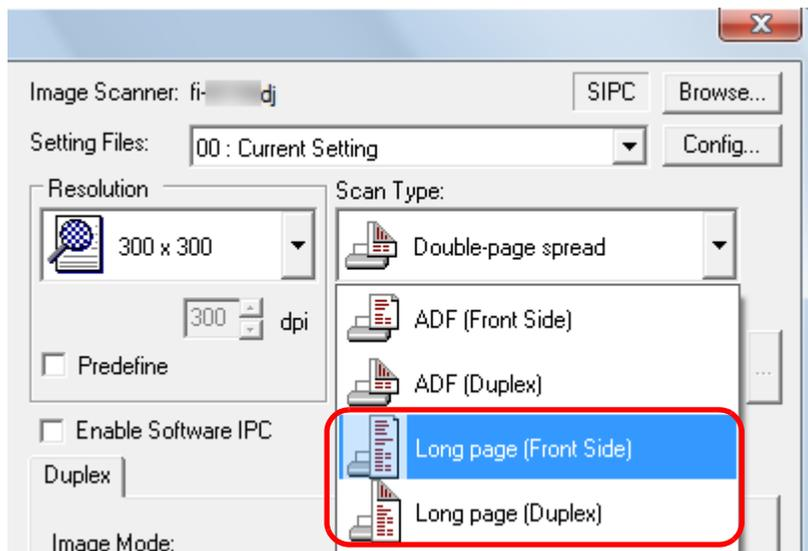 Image Scanner: fi- dj SIPC Browse...
Setting Files: 00 : Current Setting Config...
Resolution Scan Type:
300 x 300 Double-page spread
300 dpi ADF (Front Side)
Predefine ADF (Duplex) ...
Enable Software IPC Long page (Front Side)
Duplex Long page (Duplex)
Image Mode: